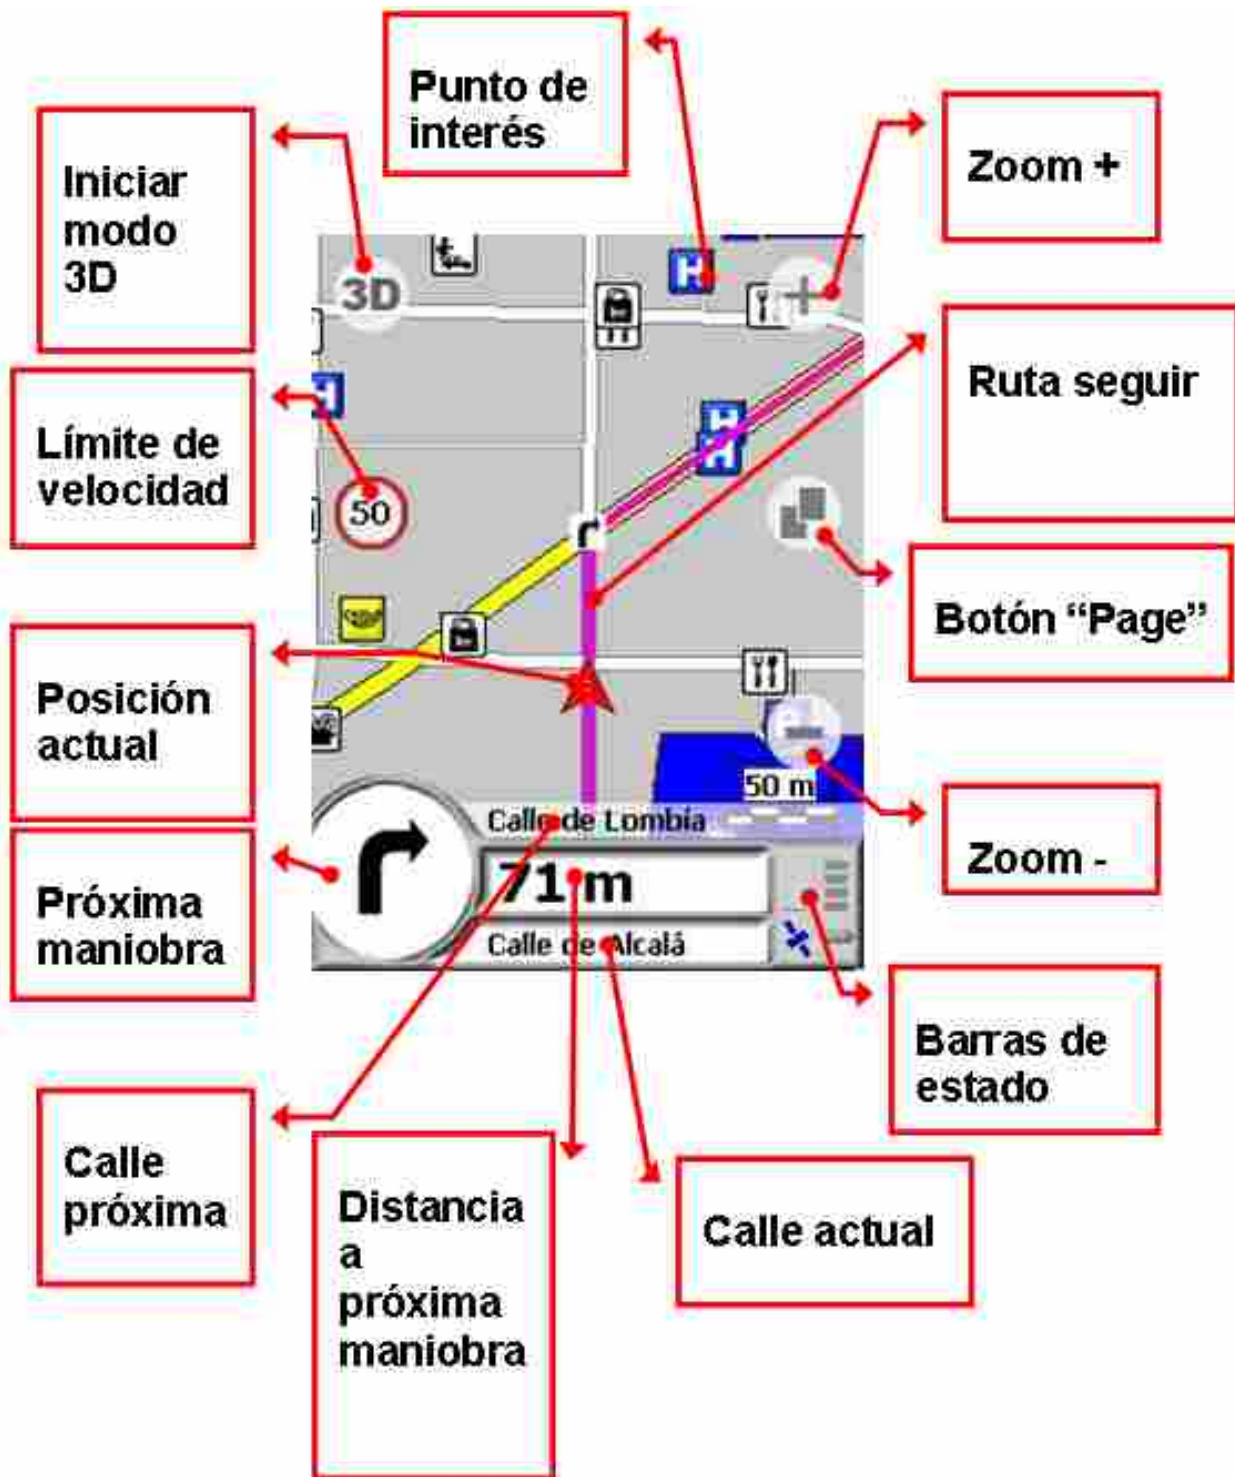 Punto de
interés
Zoom +
Iniciar
modo
3D
3D
H
Ruta seguir
H
Límite de
velocidad
H
H
50
Botón “Page”
Posición
actual
50 m
Calle de Lombía
Zoom -
Próxima
maniobra
71 m
Calle de Alcalá
Barras de
estado
Calle
próxima
Distancia
a
próxima
maniobra
Calle actual